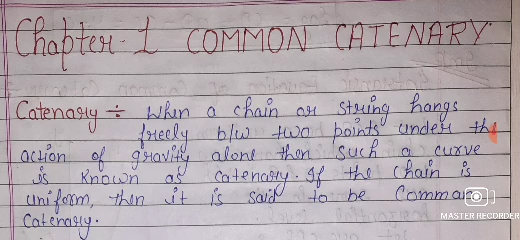 Chapter-1 COMMON CATENARY
Catenary ÷ When a chain or string hangs
freely b/w two points under the
action of gravity alone then such a curve
is known as catenary. If the chain is
uniform, then it is said to be Common
Catenary.
MASTER RECORDER